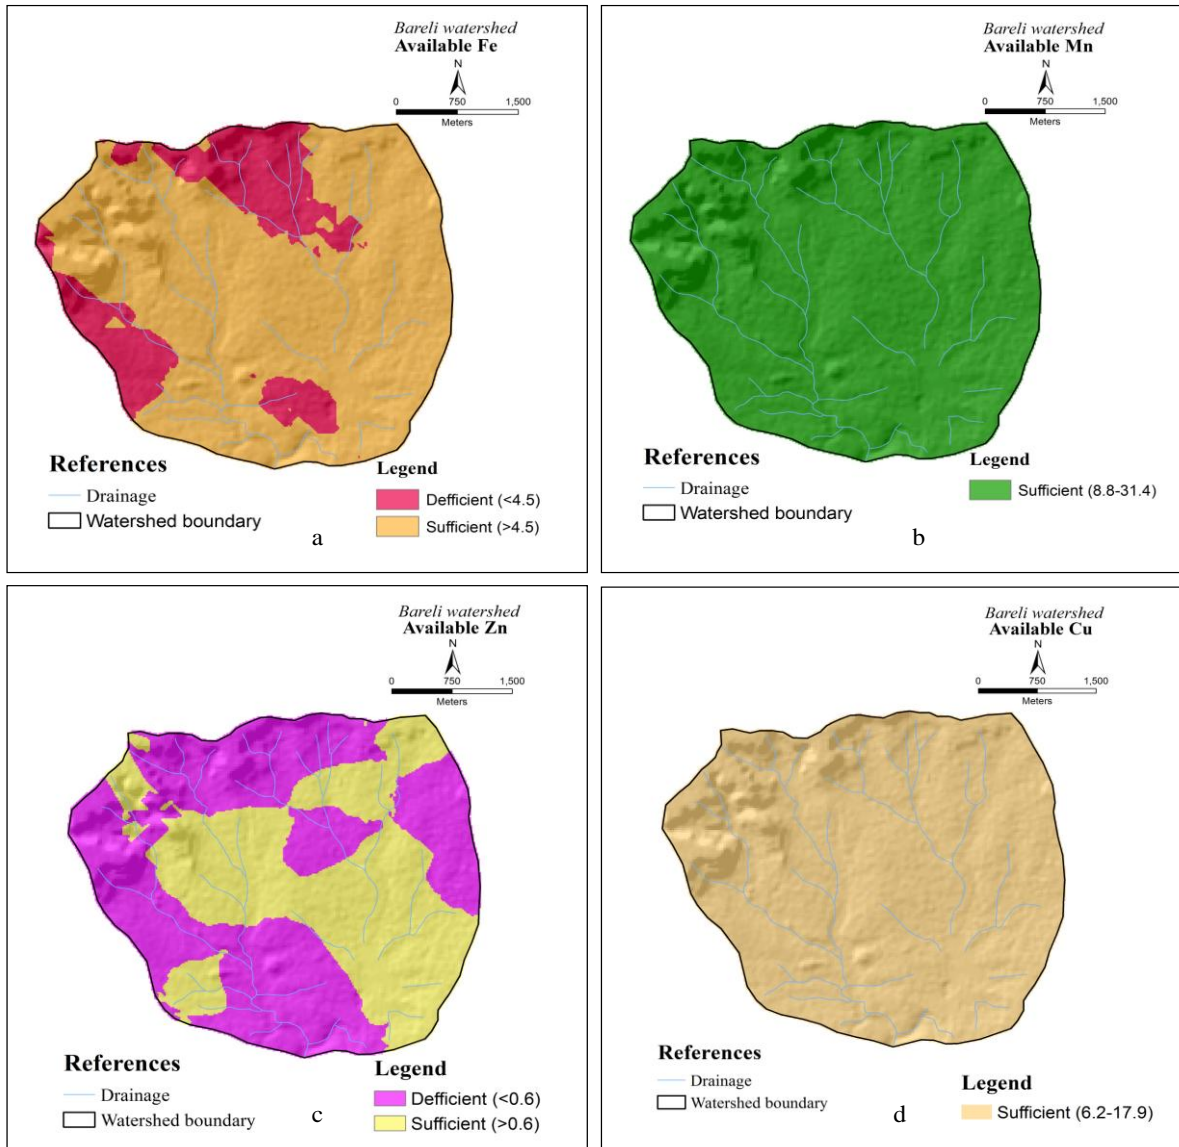 Bareli watershed
Available Fe
N
0 750 1,500
Meters
References
Drainage
Watershed boundary
Legend
Defficient (<4.5)
Sufficient (>4.5)
a
Bareli watershed
Available Mn
N
0 750 1,500
Meters
References
Drainage
Watershed boundary
Legend
Sufficient (8.8-31.4)
b
Bareli watershed
Available Zn
N
0 750 1,500
Meters
References
Drainage
Watershed boundary
Legend
Defficient (<0.6)
Sufficient (>0.6)
c
Bareli watershed
Available Cu
N
0 750 1,500
Meters
References
Drainage
Watershed boundary
Legend
Sufficient (6.2-17.9)
d